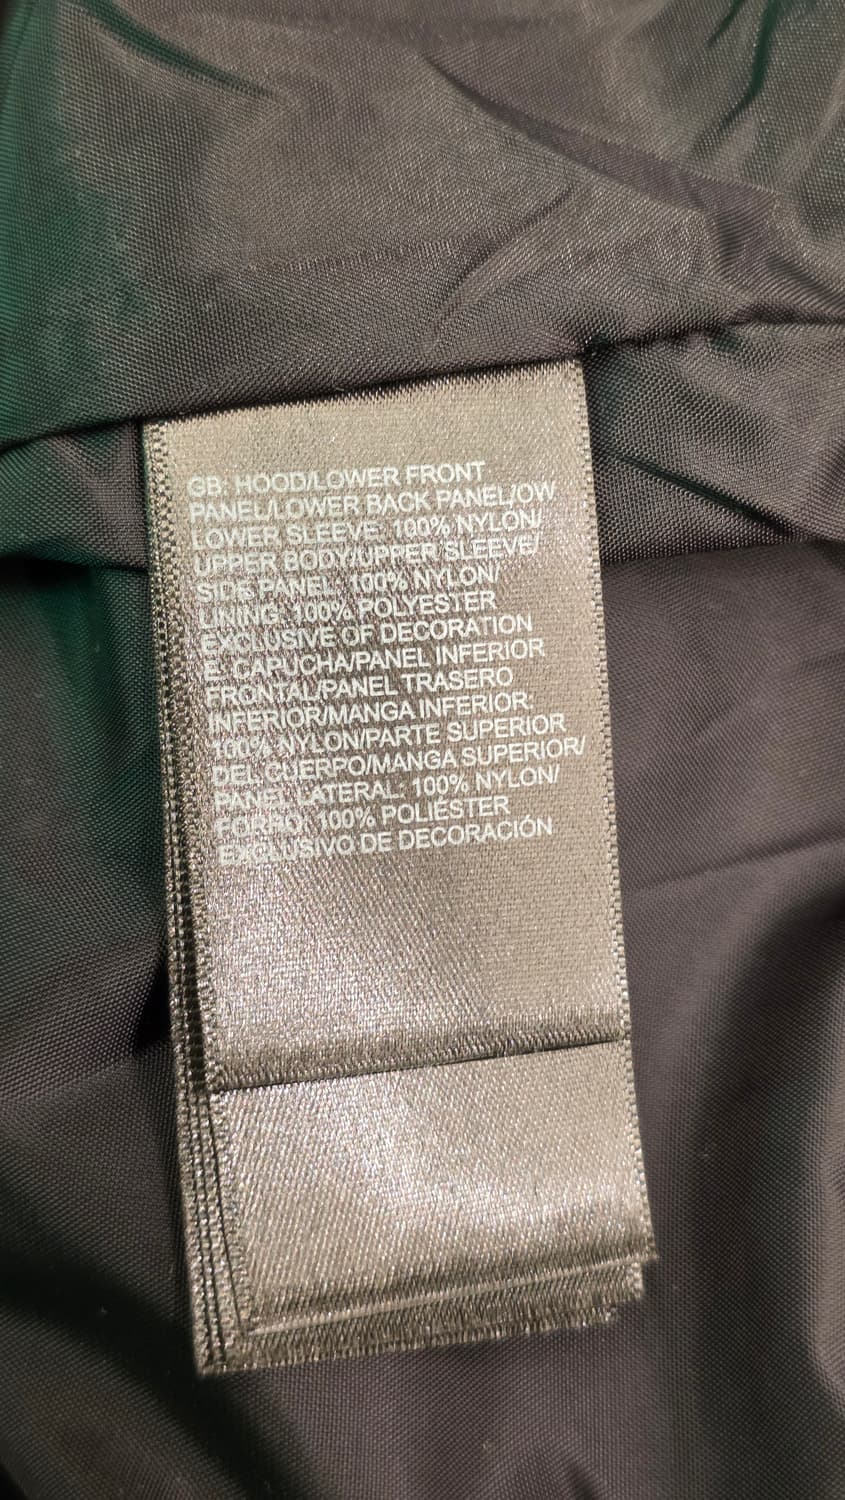 GB: HOOD/LOWER FRONT
PANEL/LOWER BACK PANEL/OW
LOWER SLEEVE: 100% NYLON/
UPPER BODY/UPPER SLEEVE/
SIDE PANEL: 100% NYLON/
LINING: 100% POLYESTER
EXCLUSIVE OF DECORATION
E: CAPUCHA/PANEL INFERIOR
FRONTAL/PANEL TRASERO
INFERIOR/MANGA INFERIOR:
100% NYLON/PARTE SUPERIOR
DEL CUERPO/MANGA SUPERIOR/
PANEL LATERAL: 100% NYLON/
FORRO: 100% POLIÉSTER
EXCLUSIVO DE DECORACIÓN